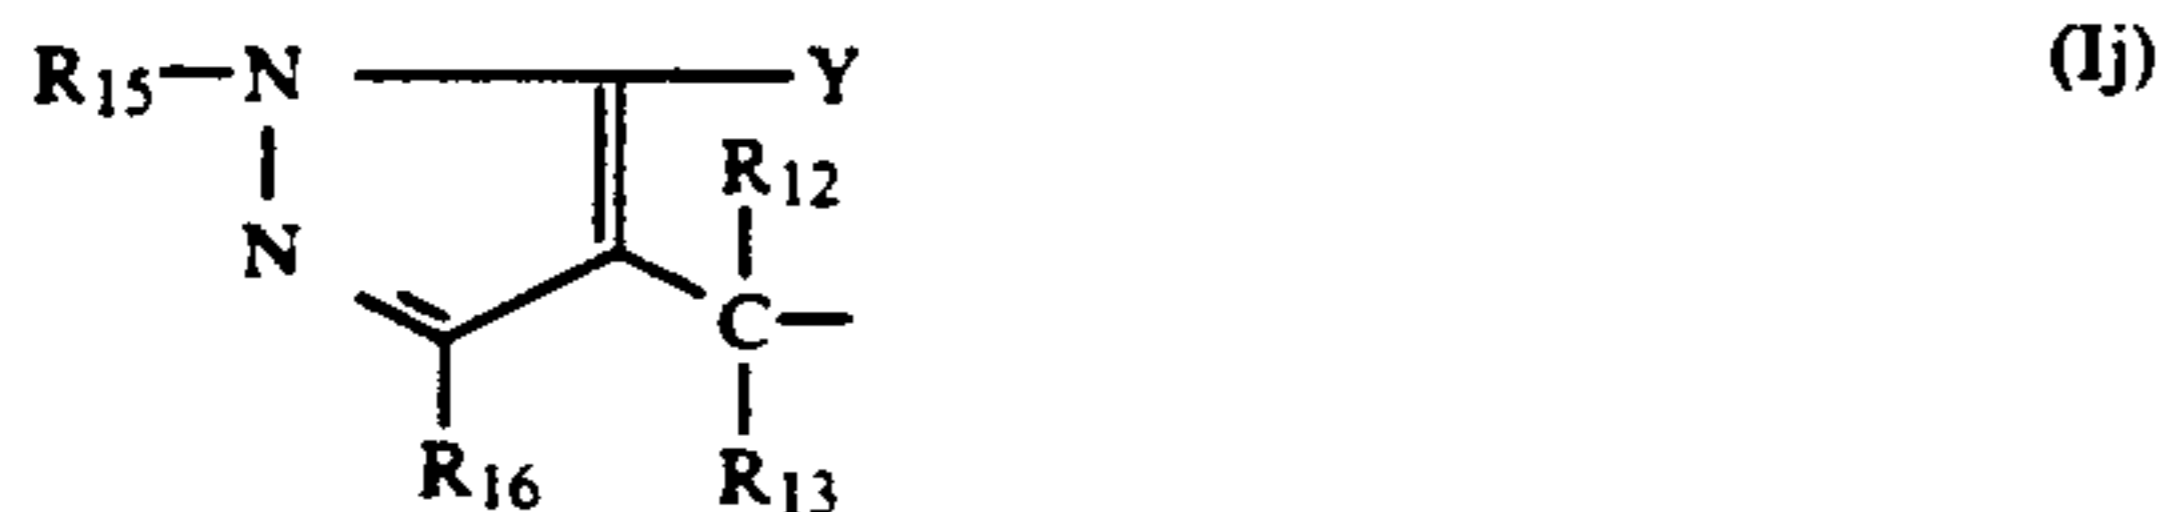 R15—N Y (Ij)
R12
N
C—
R16 R13